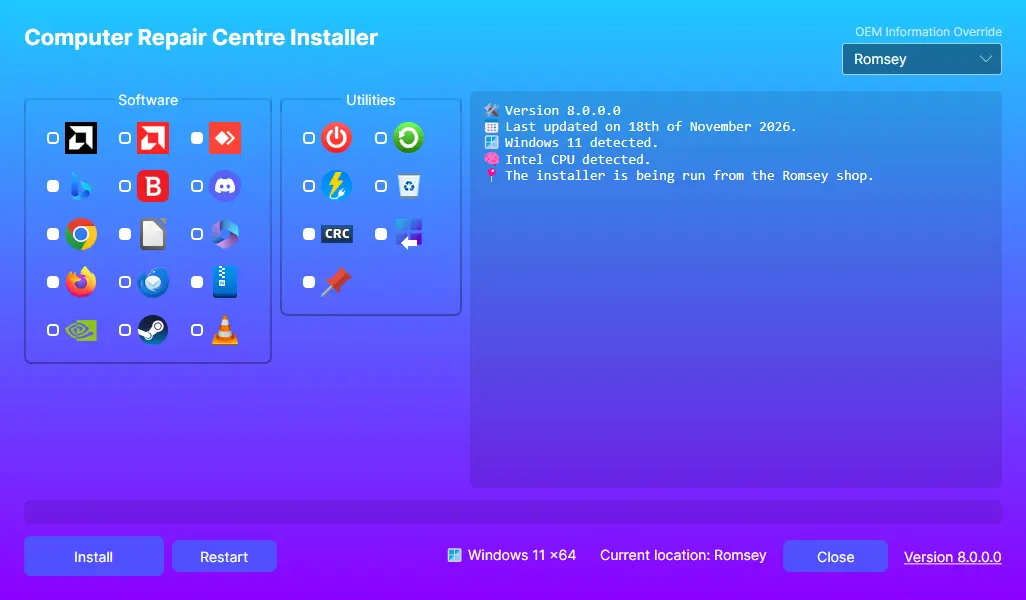 Computer Repair Centre Installer
OEM Information Override
Romsey
Software
Utilities
B
CRC
Version 8.0.0.0
Last updated on 18th of November 2026.
Windows 11 detected.
Intel CPU detected.
The installer is being run from the Romsey shop.
Install
Restart
Windows 11 ×64
Current location: Romsey
Close
Version 8.0.0.0